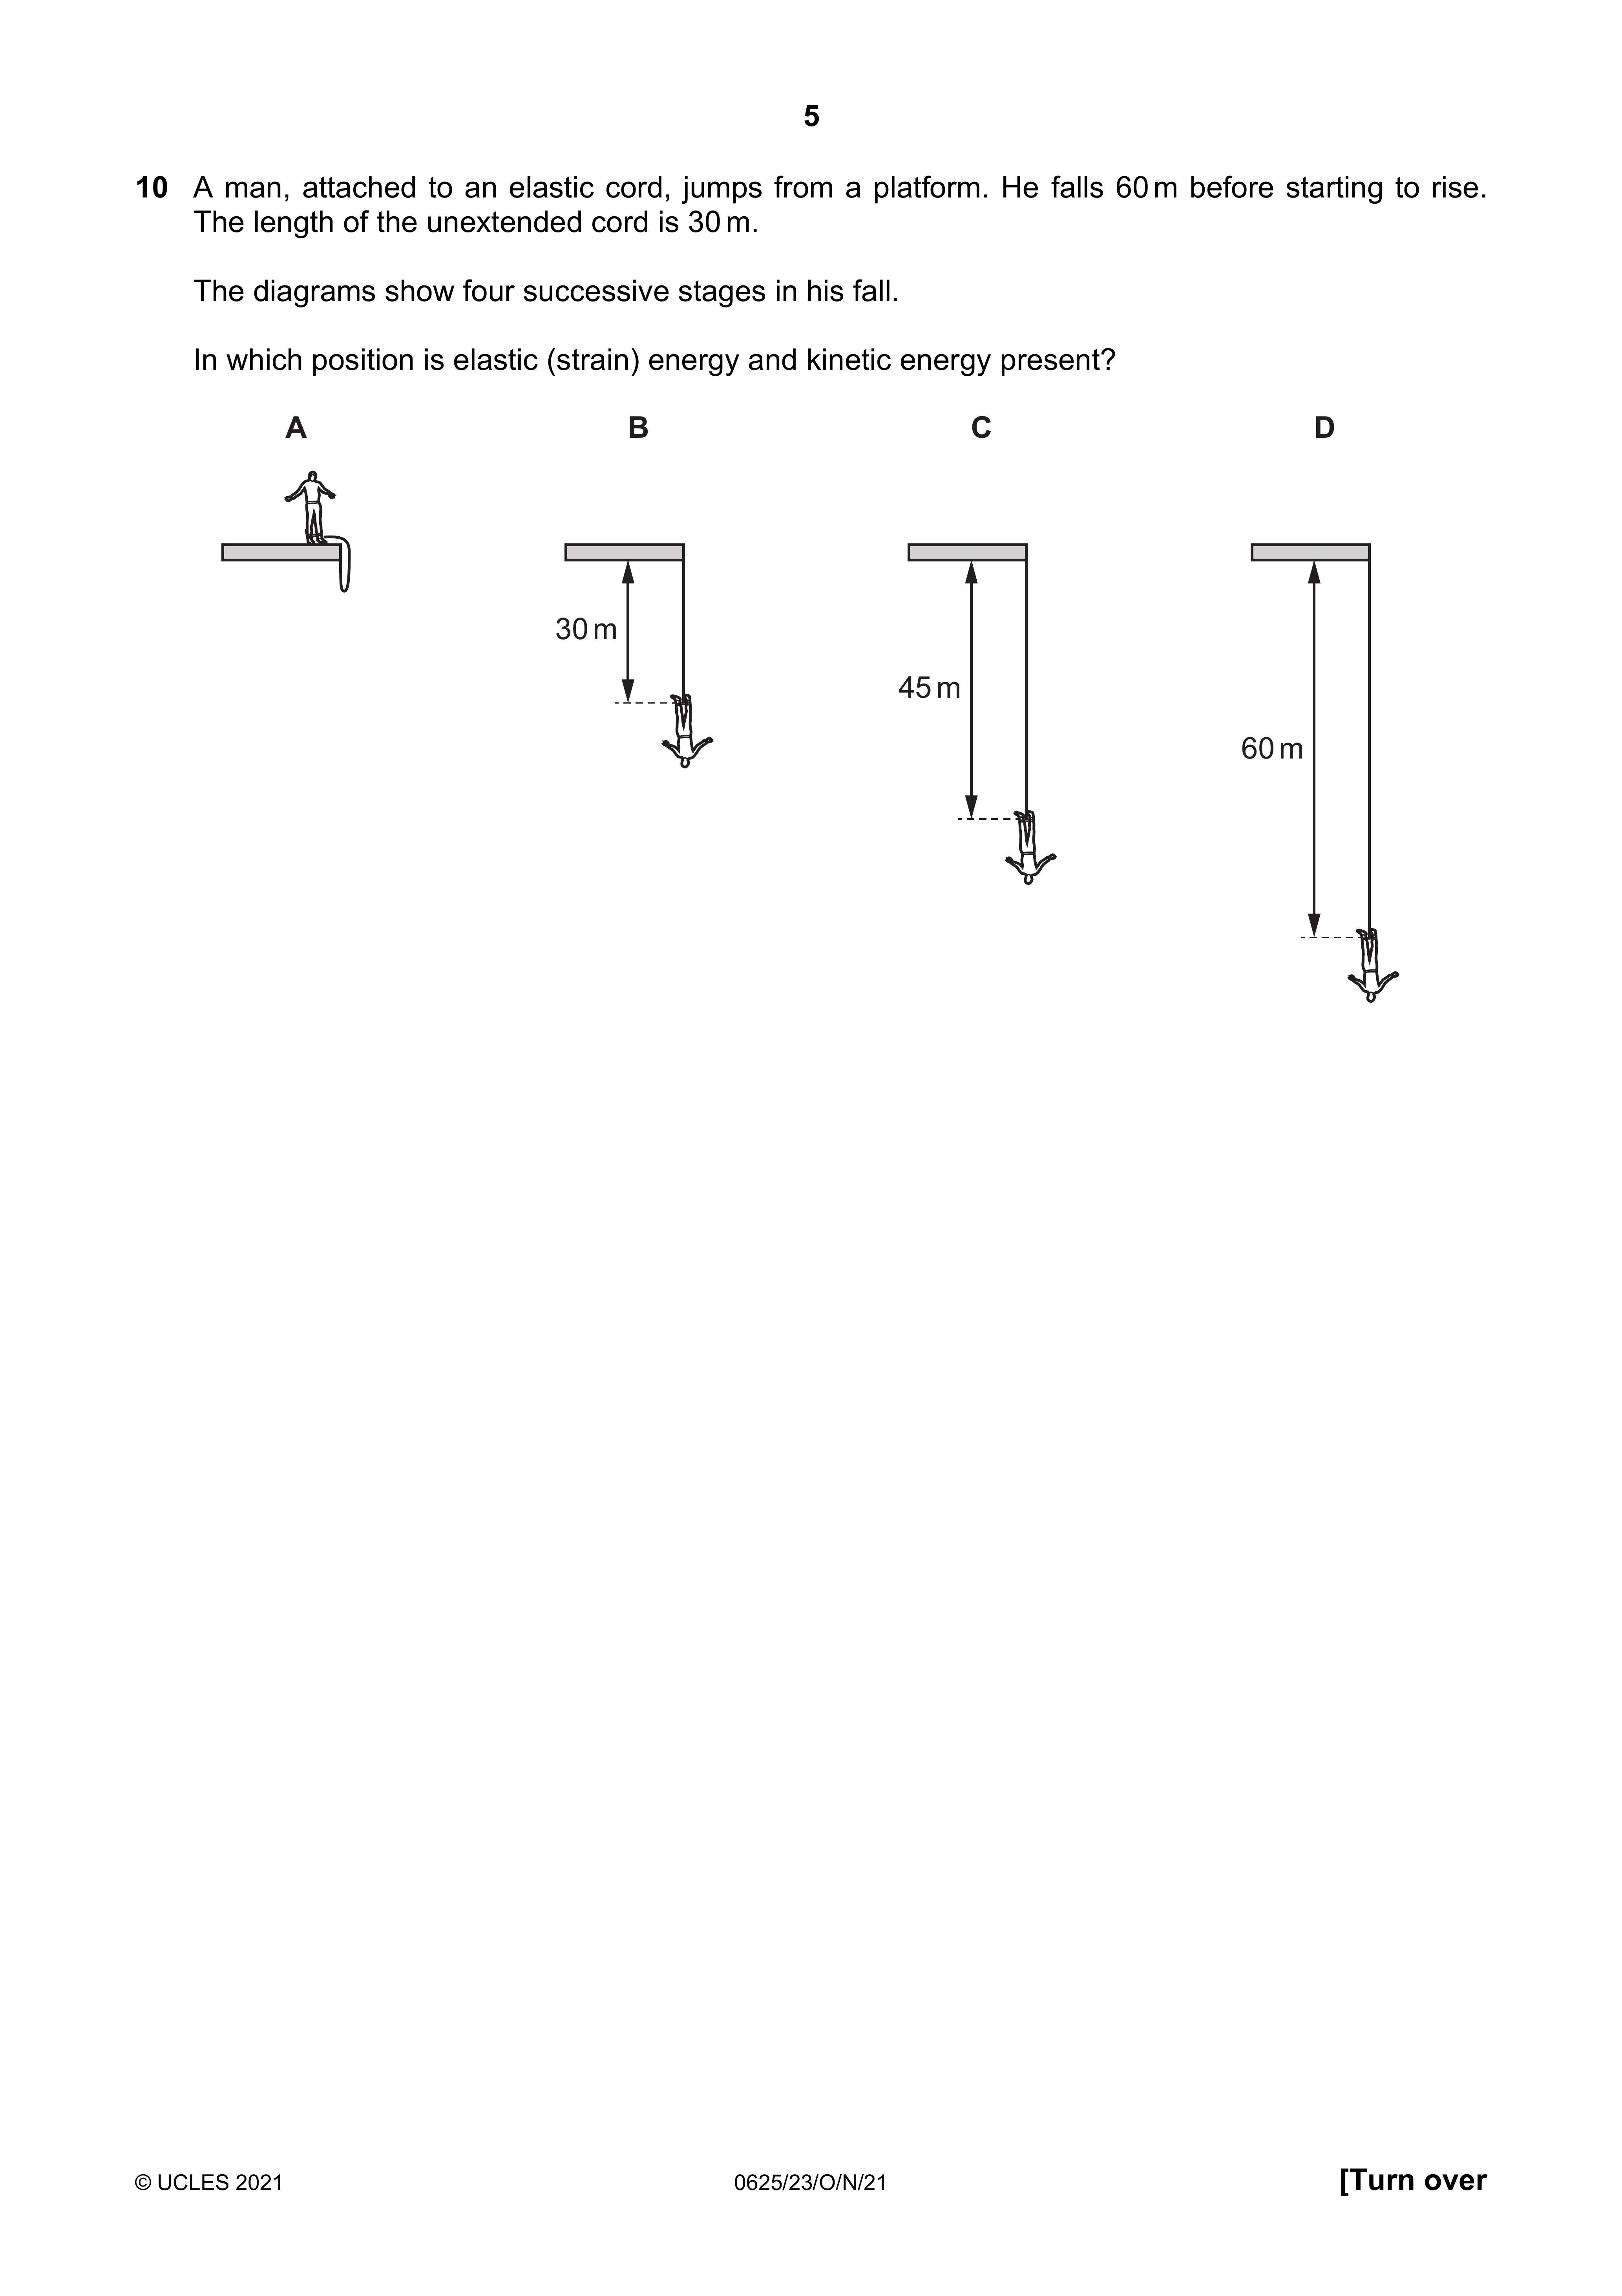 5
10 A man, attached to an elastic cord, jumps from a platform. He falls 60 m before starting to rise.
The length of the unextended cord is 30 m.
The diagrams show four successive stages in his fall.
In which position is elastic (strain) energy and kinetic energy present?
A B C D
30 m
45 m
60 m
© UCLES 2021 0625/23/O/N/21 [Turn over